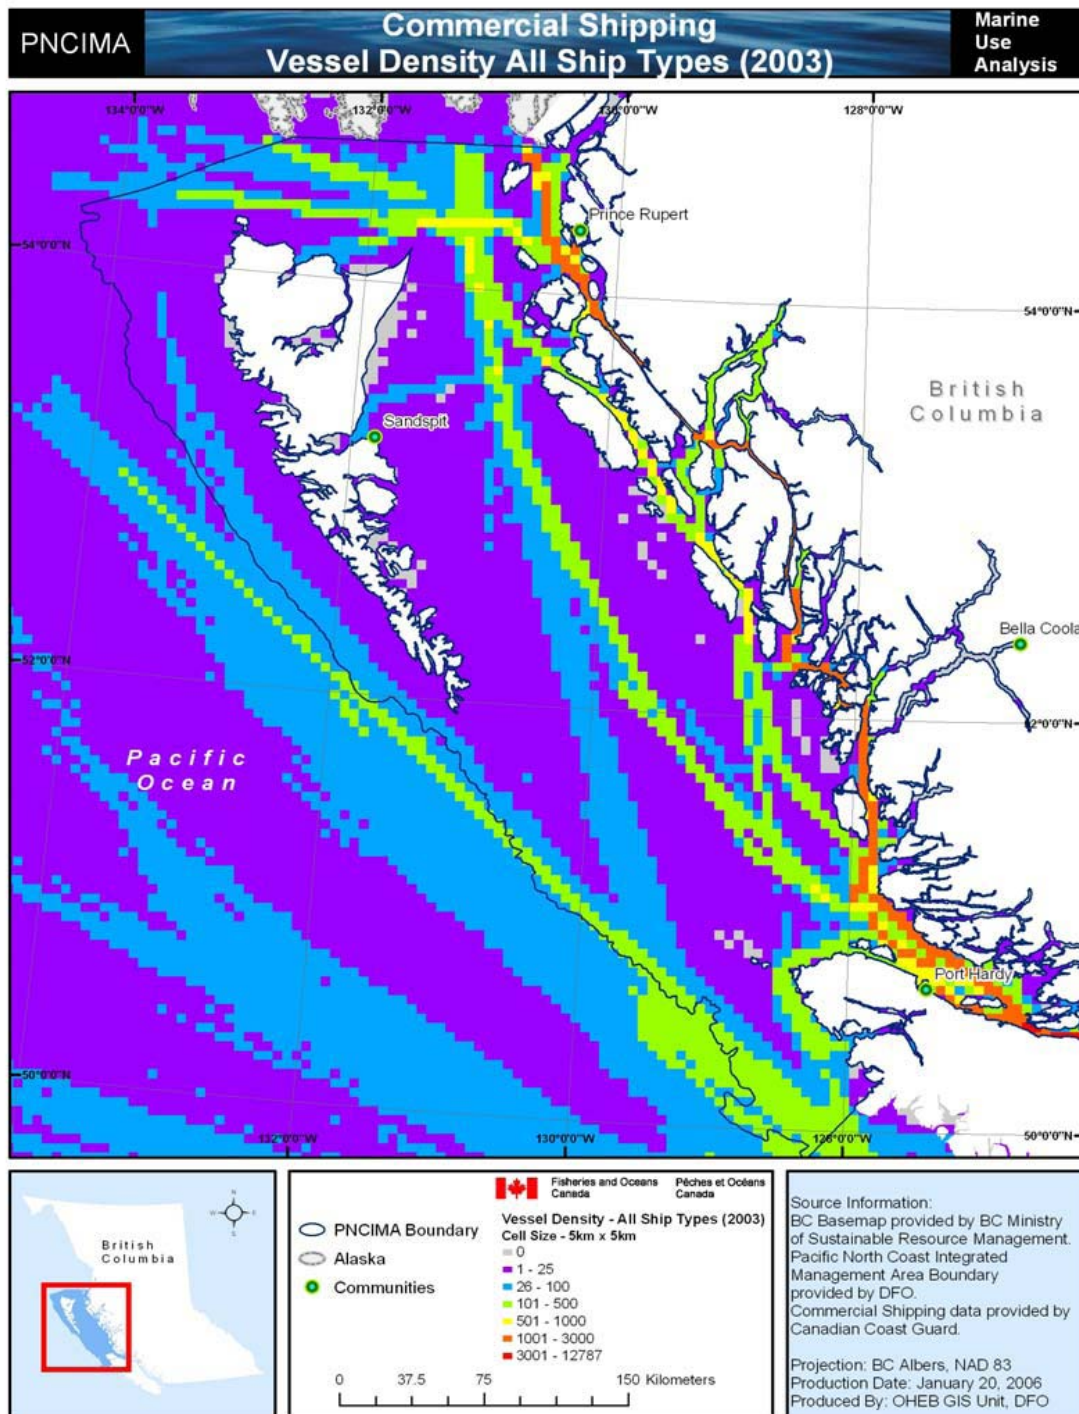 PNCIMA
Commercial Shipping
Vessel Density All Ship Types (2003)
Marine
Use
Analysis
134°0'0"W
132°0'0"W
130°0'0"W
128°0'0"W
Prince Rupert
54°0'0"N
54°0'0"N
British
Columbia
Sandspit
Bella Coola
52°0'0"N
52°0'0"N
Pacific
Ocean
Port Hardy
50°0'0"N
132°0'0"W
130°0'0"W
128°0'0"W
50°0'0"N
N
W
E
S
British
Columbia
PNCIMA Boundary
Alaska
Communities
Fisheries and Oceans
Canada
Pêches et Océans
Canada
Vessel Density - All Ship Types (2003)
Cell Size - 5km x 5km
0
1 - 25
26 - 100
101 - 500
501 - 1000
1001 - 3000
3001 - 12787
0 37.5 75 150 Kilometers
Source Information:
BC Basemap provided by BC Ministry
of Sustainable Resource Management.
Pacific North Coast Integrated
Management Area Boundary
provided by DFO.
Commercial Shipping data provided by
Canadian Coast Guard.
Projection: BC Albers, NAD 83
Production Date: January 20, 2006
Produced By: OHEB GIS Unit, DFO